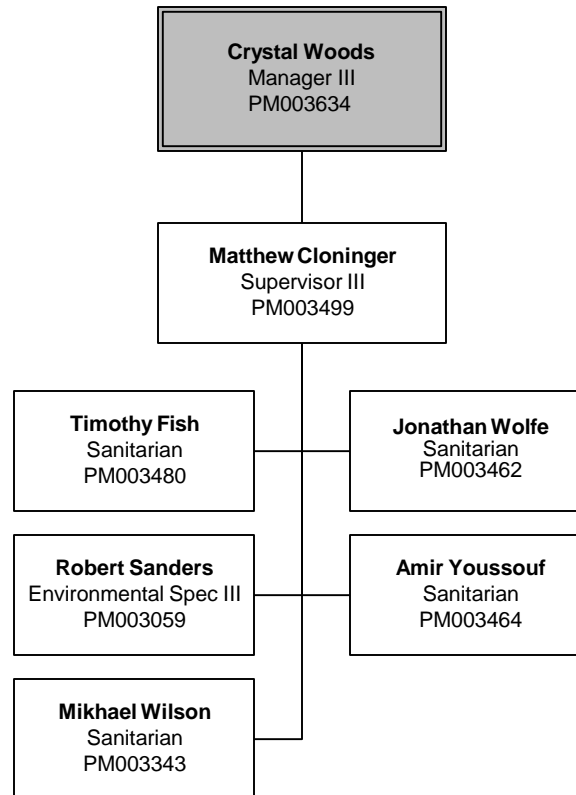 Crystal Woods
Manager III
PM003634
Matthew Cloninger
Supervisor III
PM003499
Timothy Fish
Sanitarian
PM003480
Jonathan Wolfe
Sanitarian
PM003462
Robert Sanders
Environmental Spec III
PM003059
Amir Youssouf
Sanitarian
PM003464
Mikhael Wilson
Sanitarian
PM003343